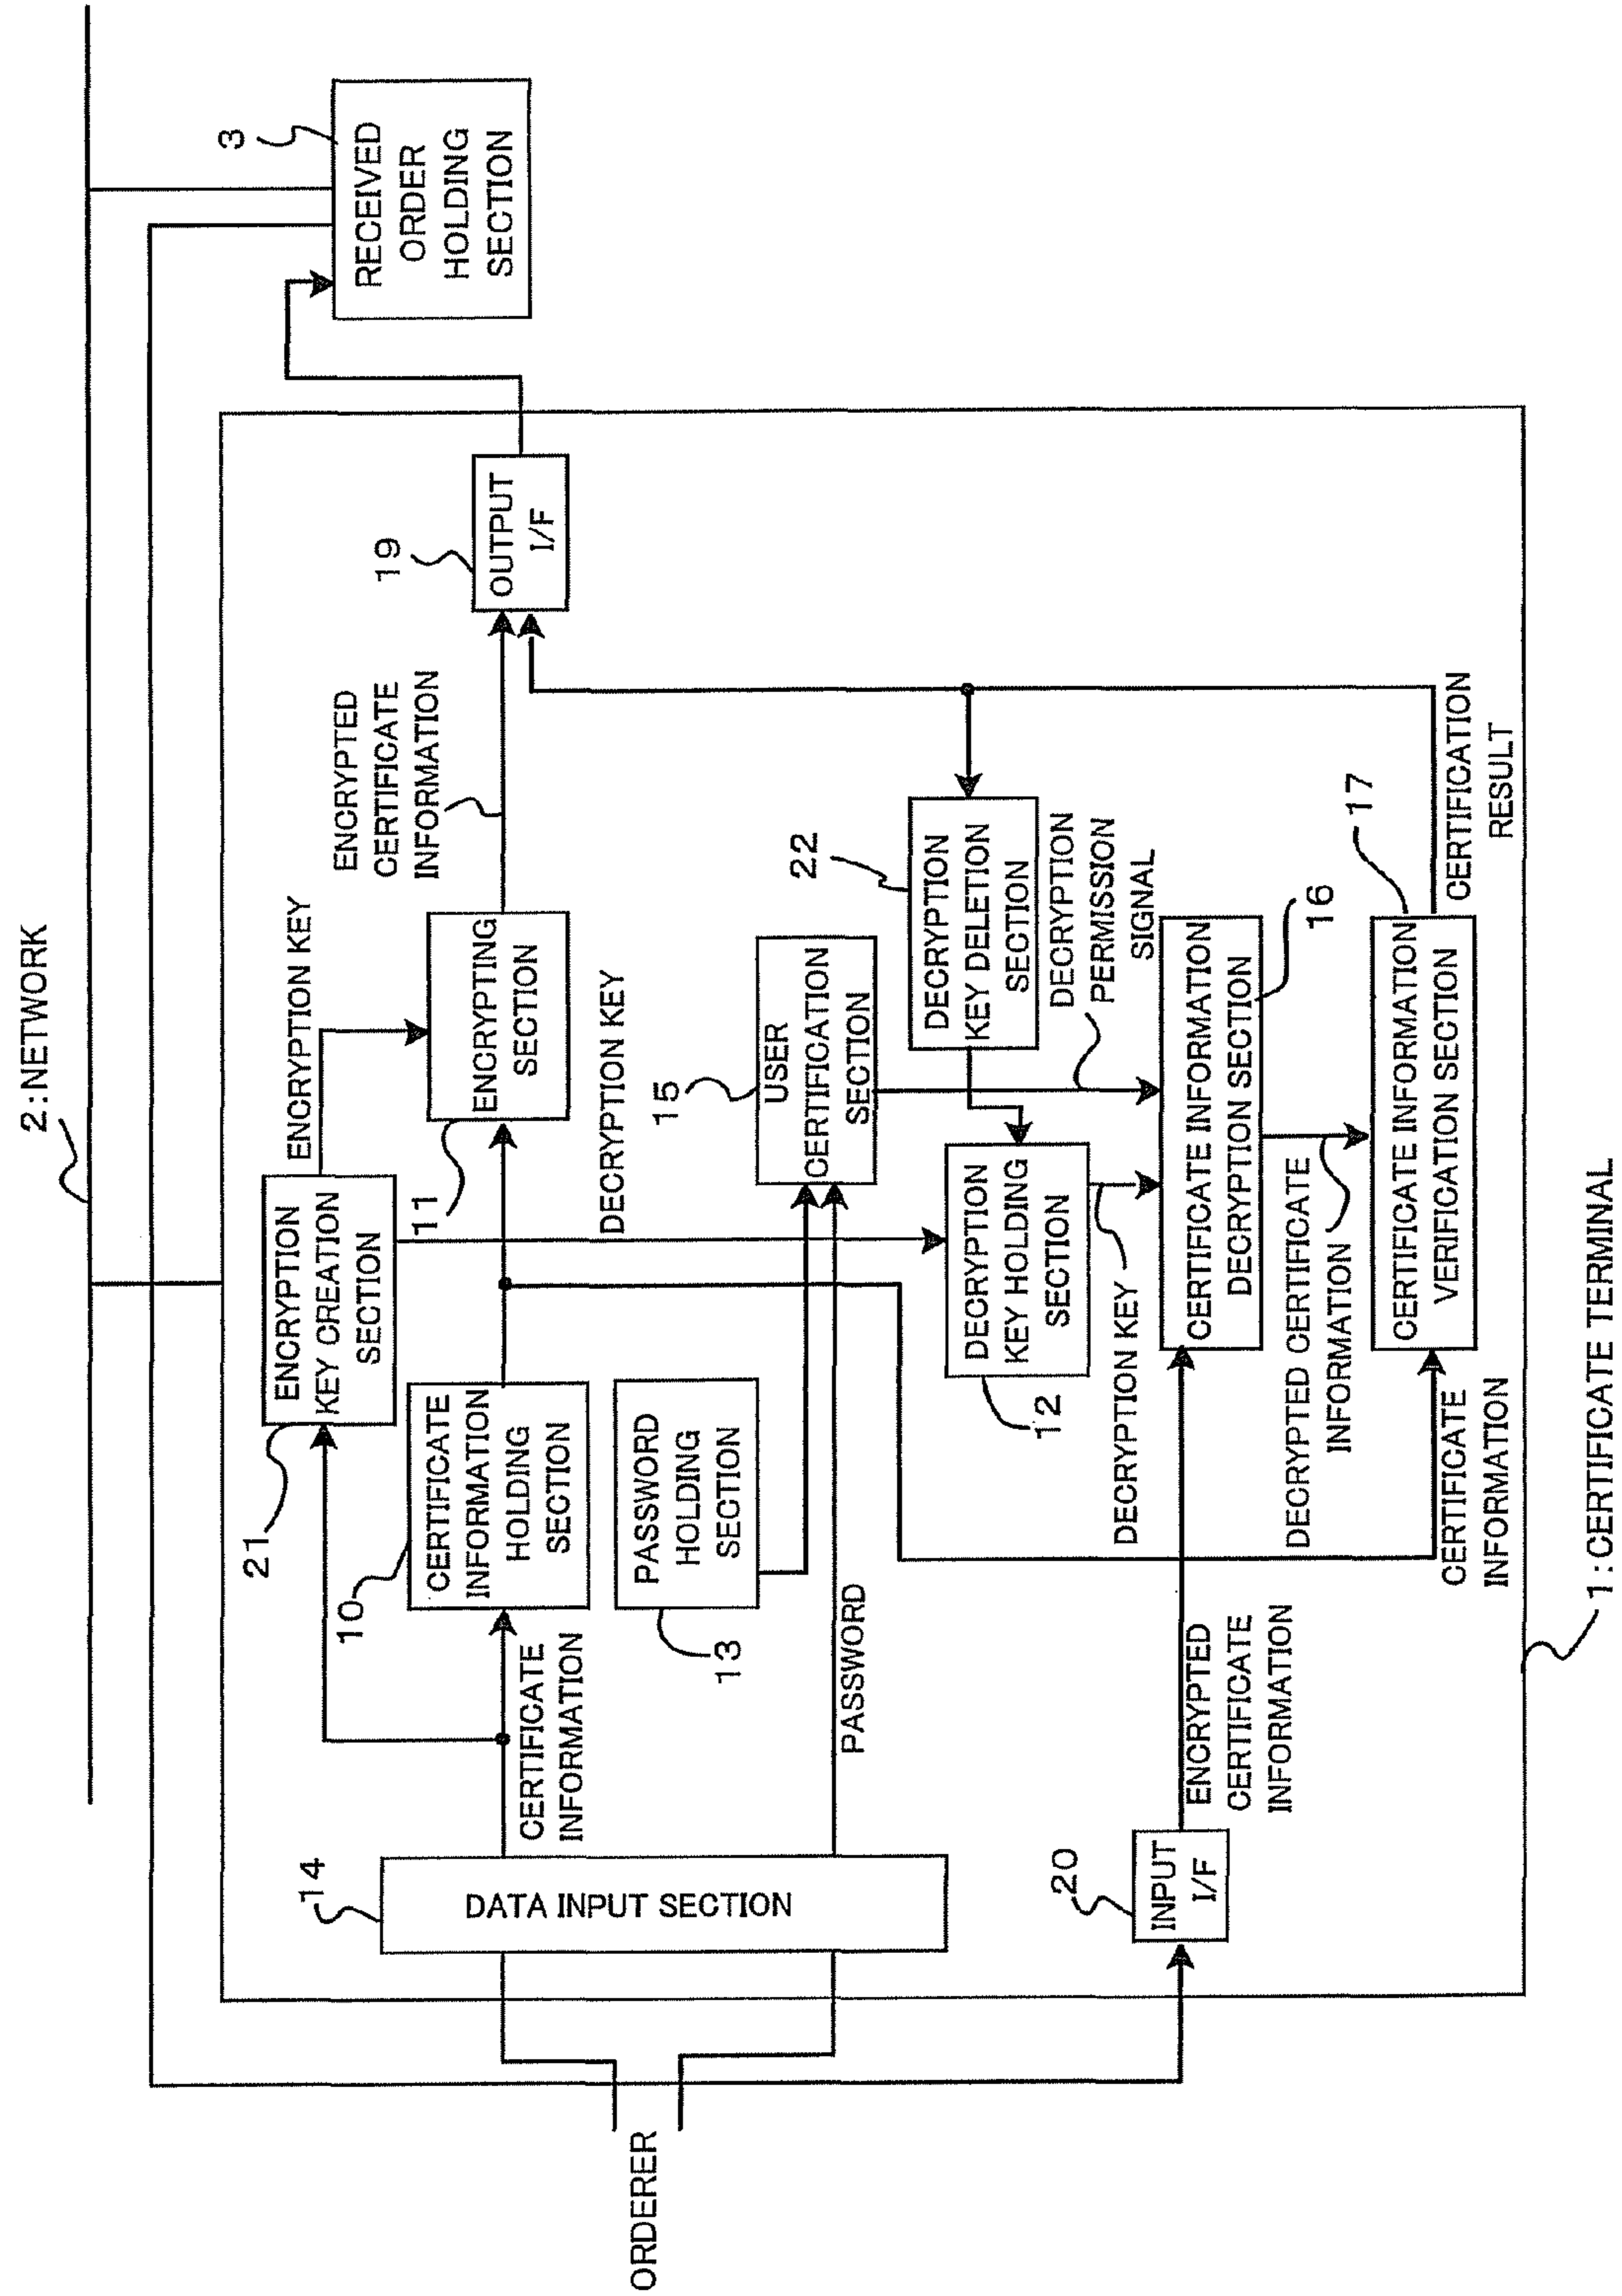 2:NETWORK
3
RECEIVED
ORDER
HOLDING
SECTION
ENCRYPTION KEY
21
ENCRYPTION
KEY CREATION
SECTION
ENCRYPTED
CERTIFICATE
INFORMATION
19
OUTPUT
I/F
14
DATA INPUT SECTION
CERTIFICATE
INFORMATION
10
CERTIFICATE
INFORMATION
HOLDING
SECTION
11
ENCRYPTING
SECTION
DECRYPTION KEY
ORDERER
13
PASSWORD
HOLDING
SECTION
PASSWORD
15
USER
CERTIFICATION
SECTION
22
DECRYPTION
KEY DELETION
SECTION
12
DECRYPTION
KEY HOLDING
SECTION
DECRYPTION
PERMISSION
SIGNAL
DECRYPTION KEY
20
INPUT
I/F
ENCRYPTED
CERTIFICATE
INFORMATION
CERTIFICATE INFORMATION
DECRYPTION SECTION
16
DECRYPTED CERTIFICATE
INFORMATION
17
CERTIFICATE INFORMATION
VERIFICATION SECTION
CERTIFICATE
INFORMATION
CERTIFICATION
RESULT
1:CERTIFICATE TERMINAL